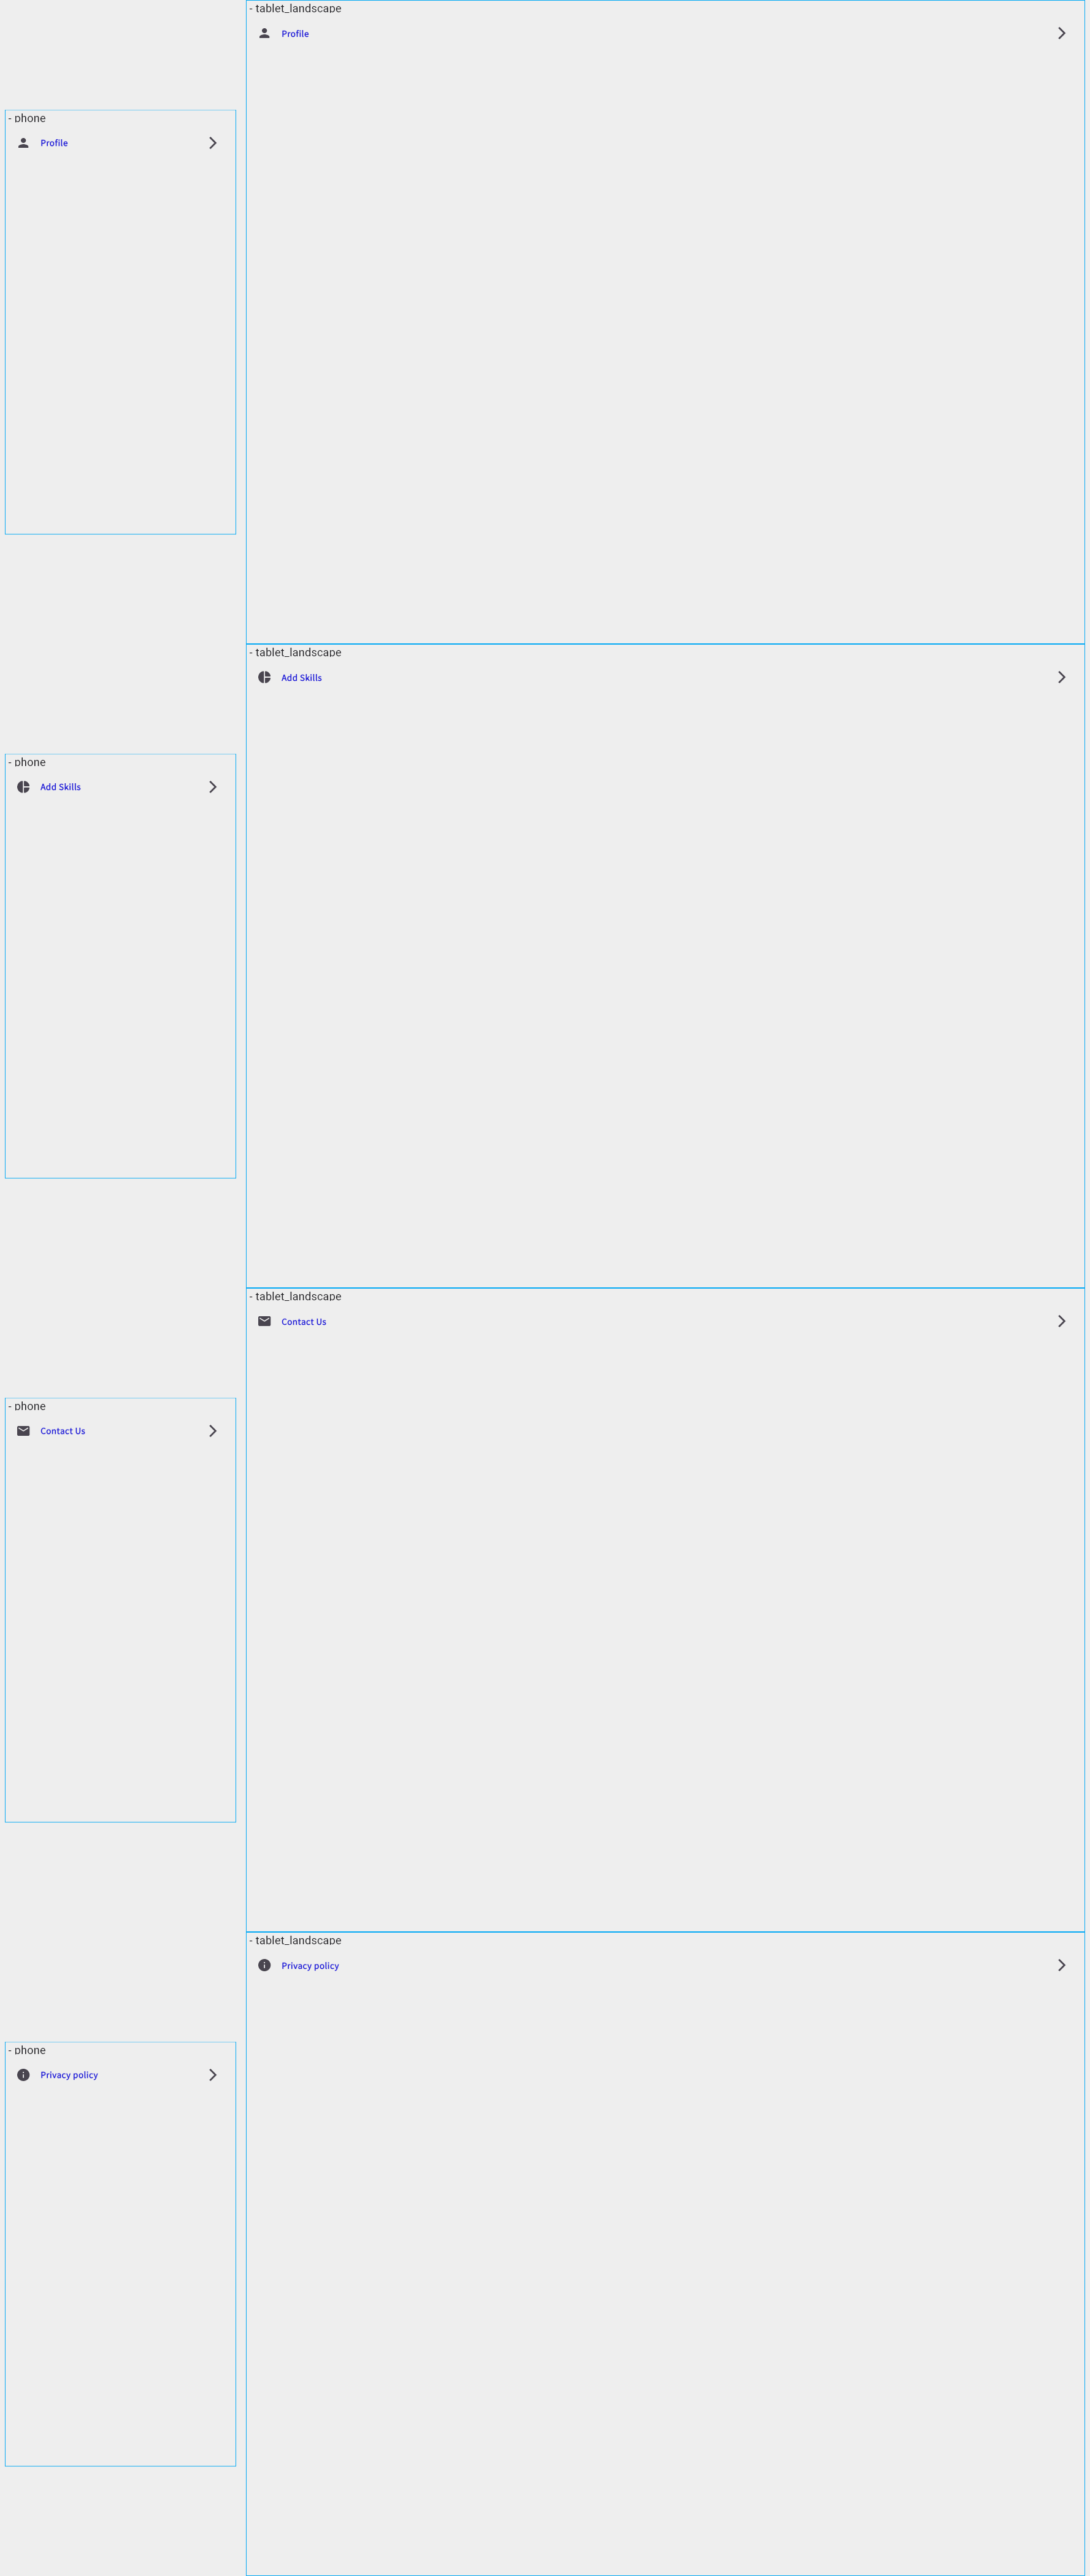 - tablet_landscape
Profile
- phone
Profile
- tablet_landscape
Add Skills
- phone
Add Skills
- tablet_landscape
Contact Us
- phone
Contact Us
- tablet_landscape
Privacy policy
- phone
Privacy policy